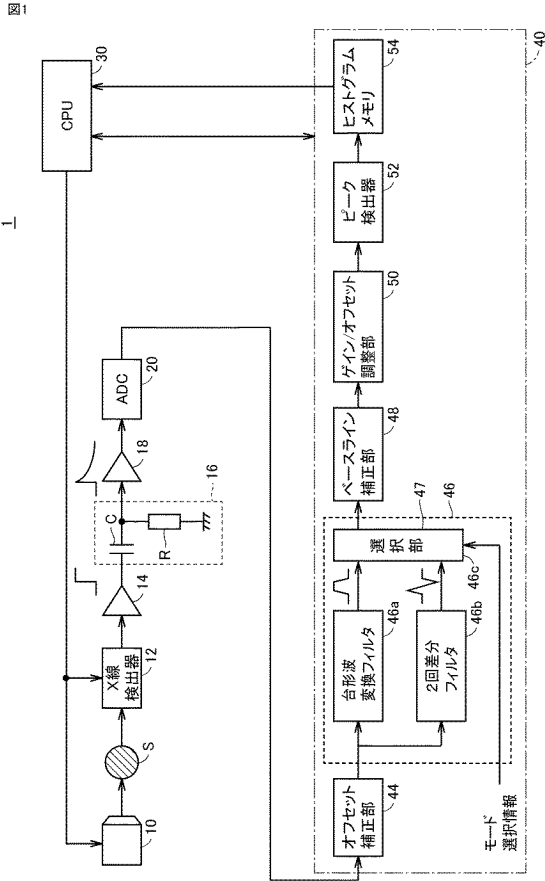 図1
1
10
S
X線
検出器
12
14
C
R
16
18
ADC
20
CPU
30
40
オフセット
補正部
44
台形波
変換フィルタ
46a
2回差分
フィルタ
46b
選択部
46c
47
46
モード
選択情報
ベースライン
補正部
48
ゲイン/オフセット
調整部
50
ピーク
検出器
52
ヒストグラム
メモリ
54